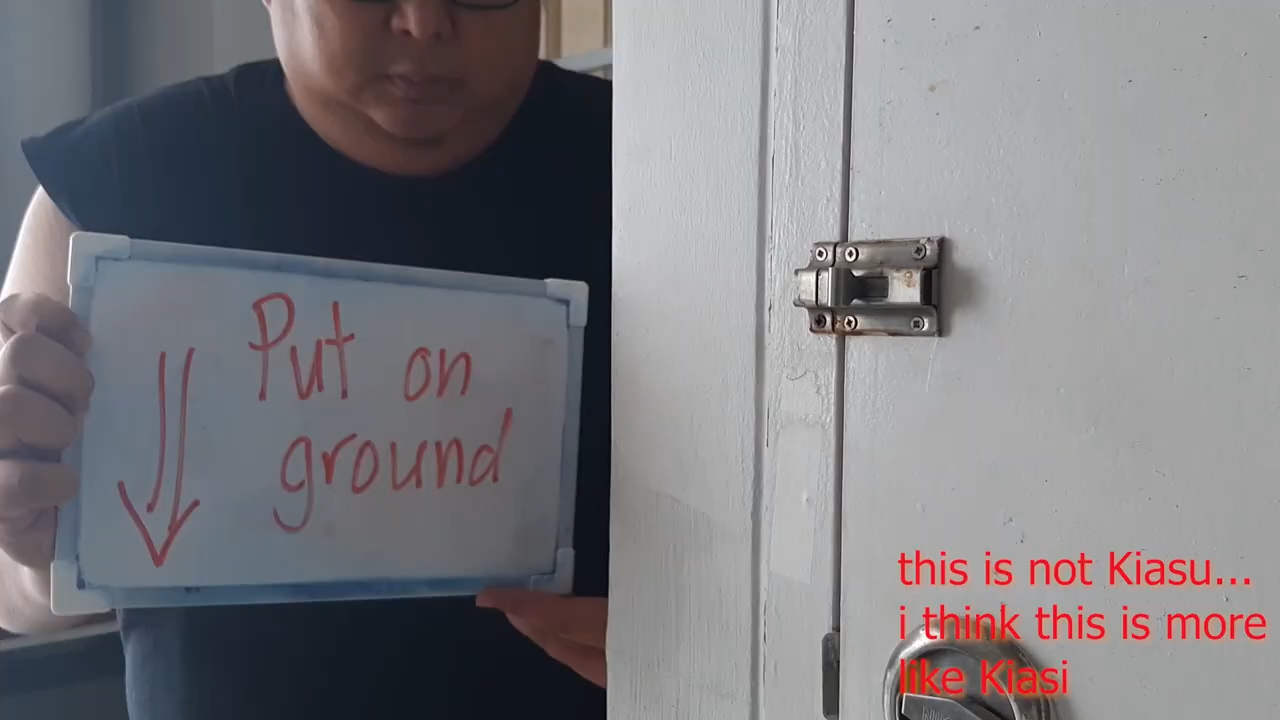 Put on
ground
this is not Kiasu...
i think this is more
like Kiasi